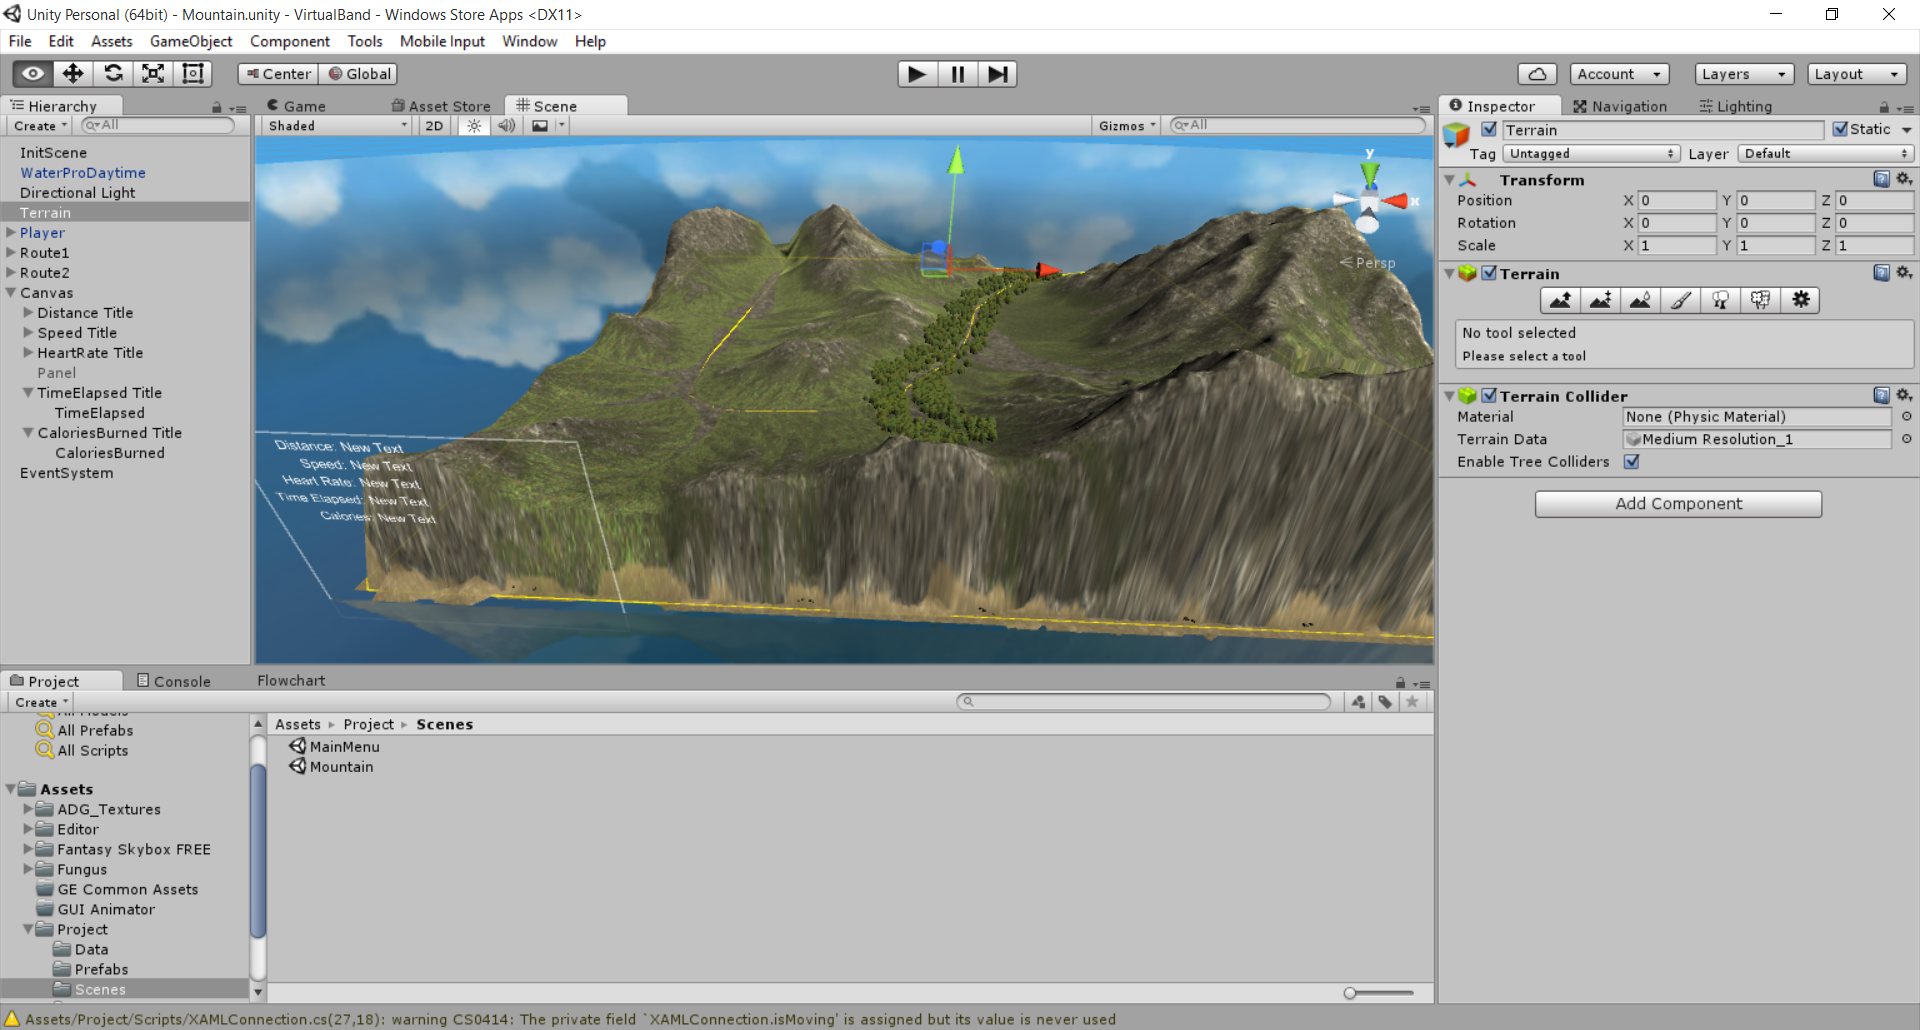 Unity Personal (64bit) - Mountain.unity - VirtualBand - Windows Store Apps <DX11>
File Edit Assets GameObject Component Tools Mobile Input Window Help
Center Global
Account Layers Layout
Hierarchy
Create All
InitScene
WaterProDaytime
Directional Light
Terrain
Player
Route1
Route2
Canvas
Distance Title
Speed Title
HeartRate Title
Panel
TimeElapsed Title
TimeElapsed
CaloriesBurned Title
CaloriesBurned
EventSystem
Game Asset Store Scene
Shaded 2D Gizmos All
y
x
Persp
Distance: New Text
Speed: New Text
Heart Rate: New Text
Time Elapsed: New Text
Calories: New Text
Inspector Navigation Lighting
Terrain Static
Tag Untagged Layer Default
Transform
Position X 0 Y 0 Z 0
Rotation X 0 Y 0 Z 0
Scale X 1 Y 1 Z 1
Terrain
No tool selected
Please select a tool
Terrain Collider
Material None (Physic Material)
Terrain Data Medium Resolution_1
Enable Tree Colliders
Add Component
Project Console Flowchart
Create
All Models
All Prefabs
All Scripts
Assets
ADG_Textures
Editor
Fantasy Skybox FREE
Fungus
GE Common Assets
GUI Animator
Project
Data
Prefabs
Scenes
Assets Project Scenes
MainMenu
Mountain
Assets/Project/Scripts/XAMLConnection.cs(27,18): warning CS0414: The private field `XAMLConnection.isMoving' is assigned but its value is never used